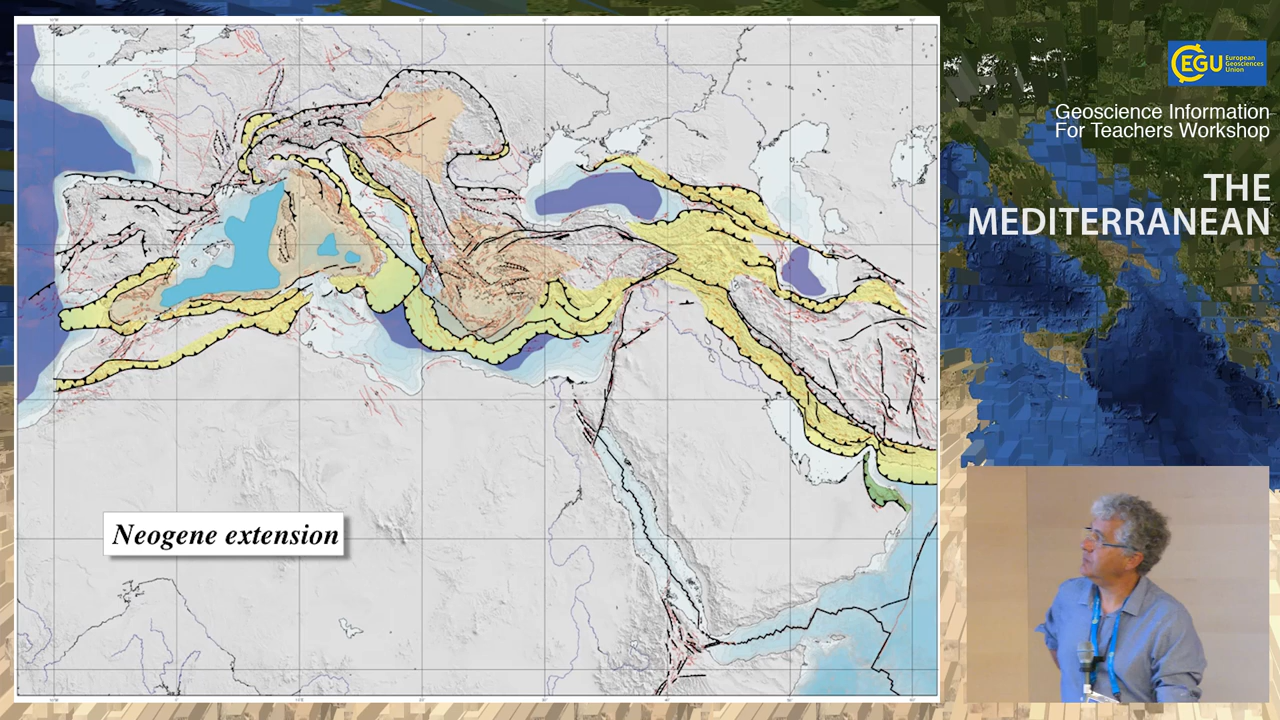 EGU
European
Geosciences
Union
Geoscience Information
For Teachers Workshop
THE
MEDITERRANEAN
Neogene extension